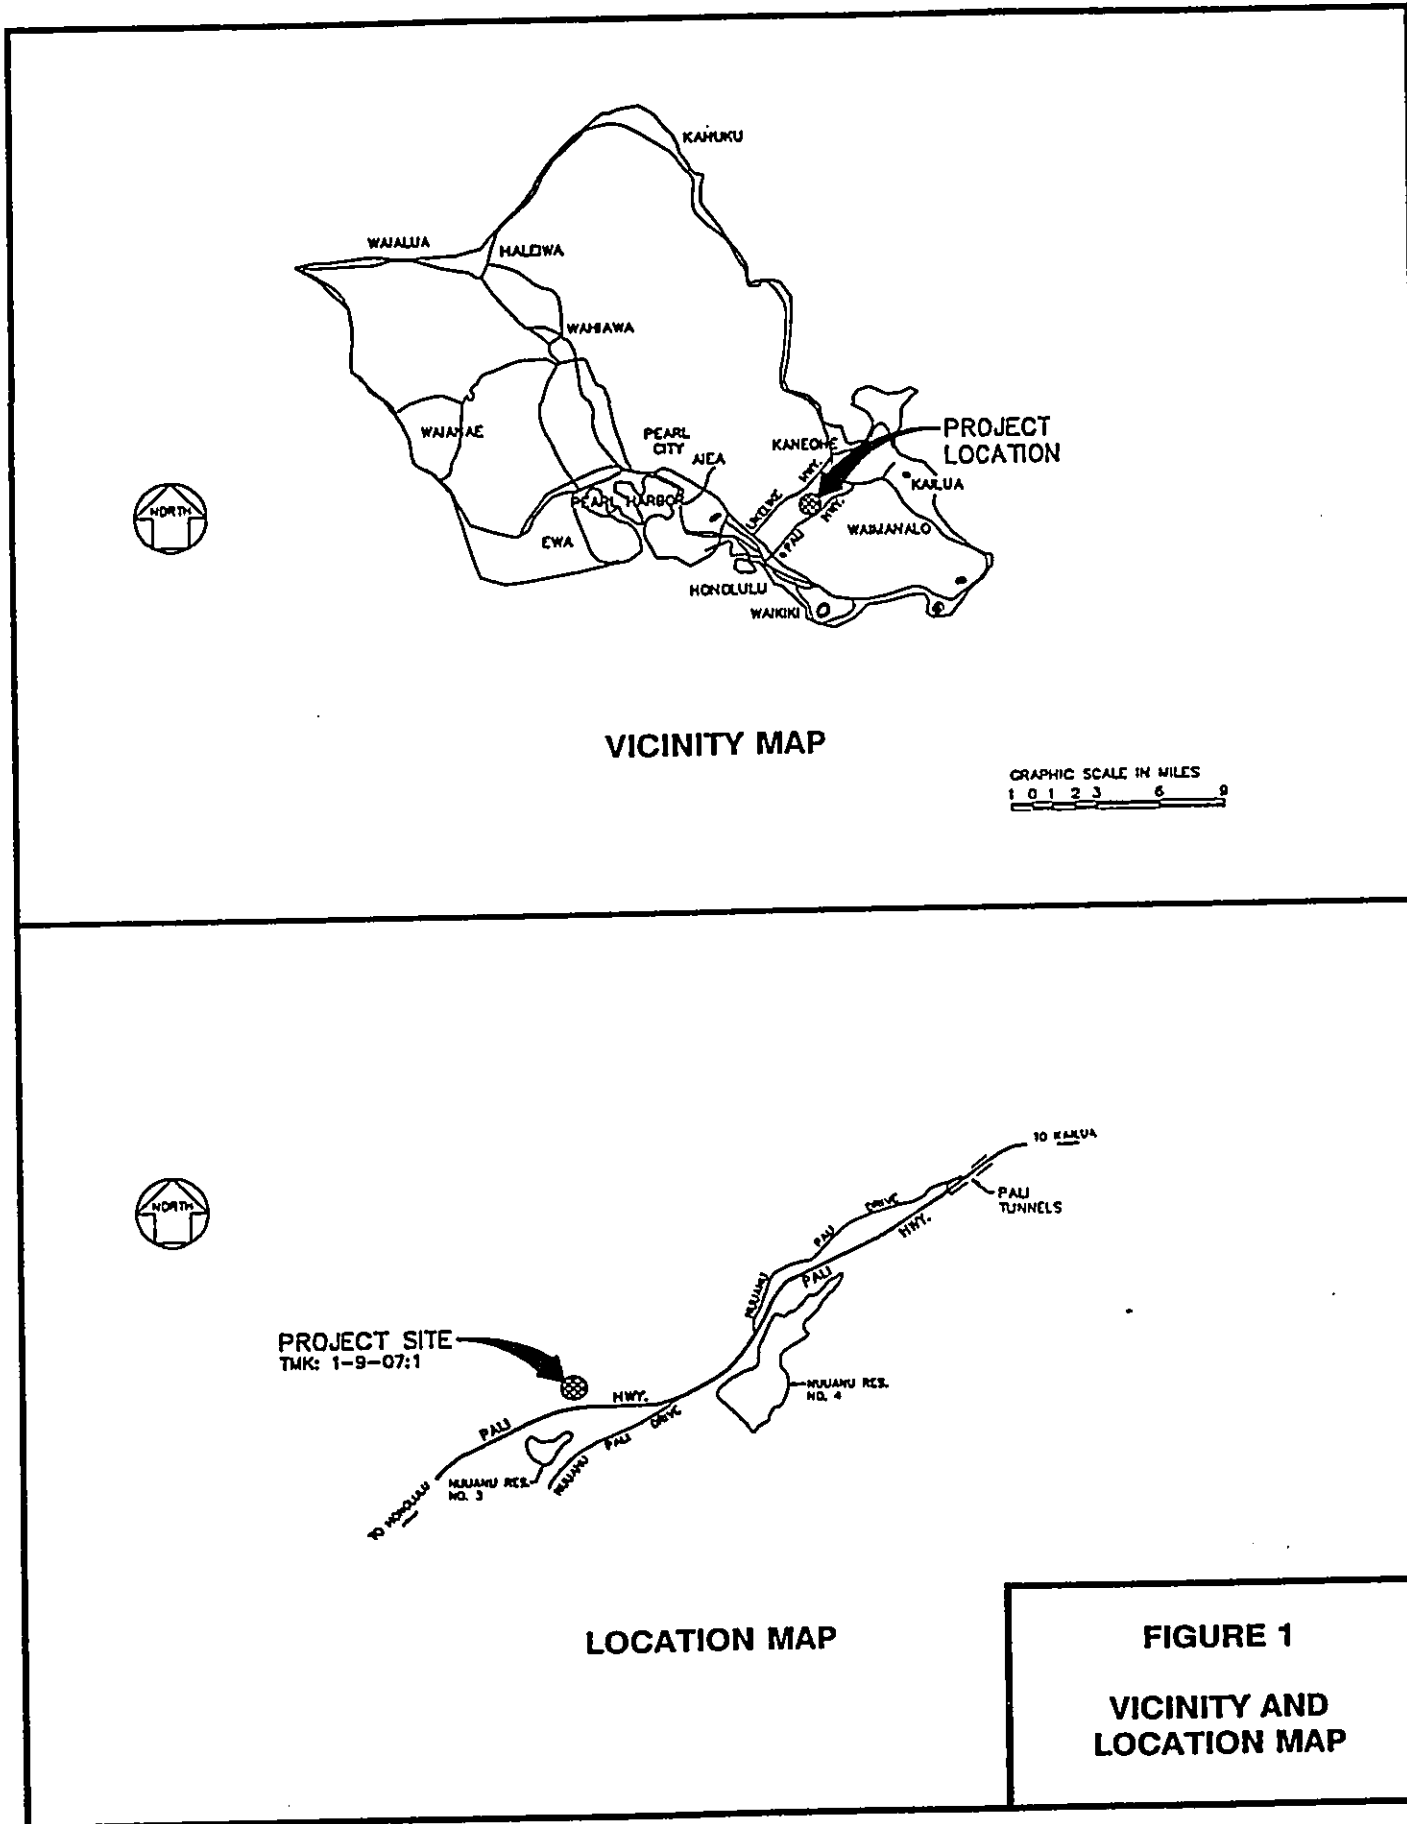 KAHUKU
WAIALUA
HALEIWA
WAHIAWA
WAIANAE
PEARL
CITY
AIEA
KANEOHE
PROJECT
LOCATION
KAILUA
LIKELIKE HWY.
PALI HWY.
WAIMANALO
PEARL HARBOR
EWA
HONOLULU
WAIKIKI
NORTH
VICINITY MAP
GRAPHIC SCALE IN MILES
1 0 1 2 3 6 9
NORTH
TO KAILUA
PALI
TUNNELS
NUUANU PALI DRIVE
PALI HWY.
PROJECT SITE
TMK: 1-9-07:1
NUUANU RES.
NO. 4
PALI HWY.
NUUANU PALI DRIVE
NUUANU RES.
NO. 3
TO HONOLULU
LOCATION MAP
FIGURE 1
VICINITY AND
LOCATION MAP